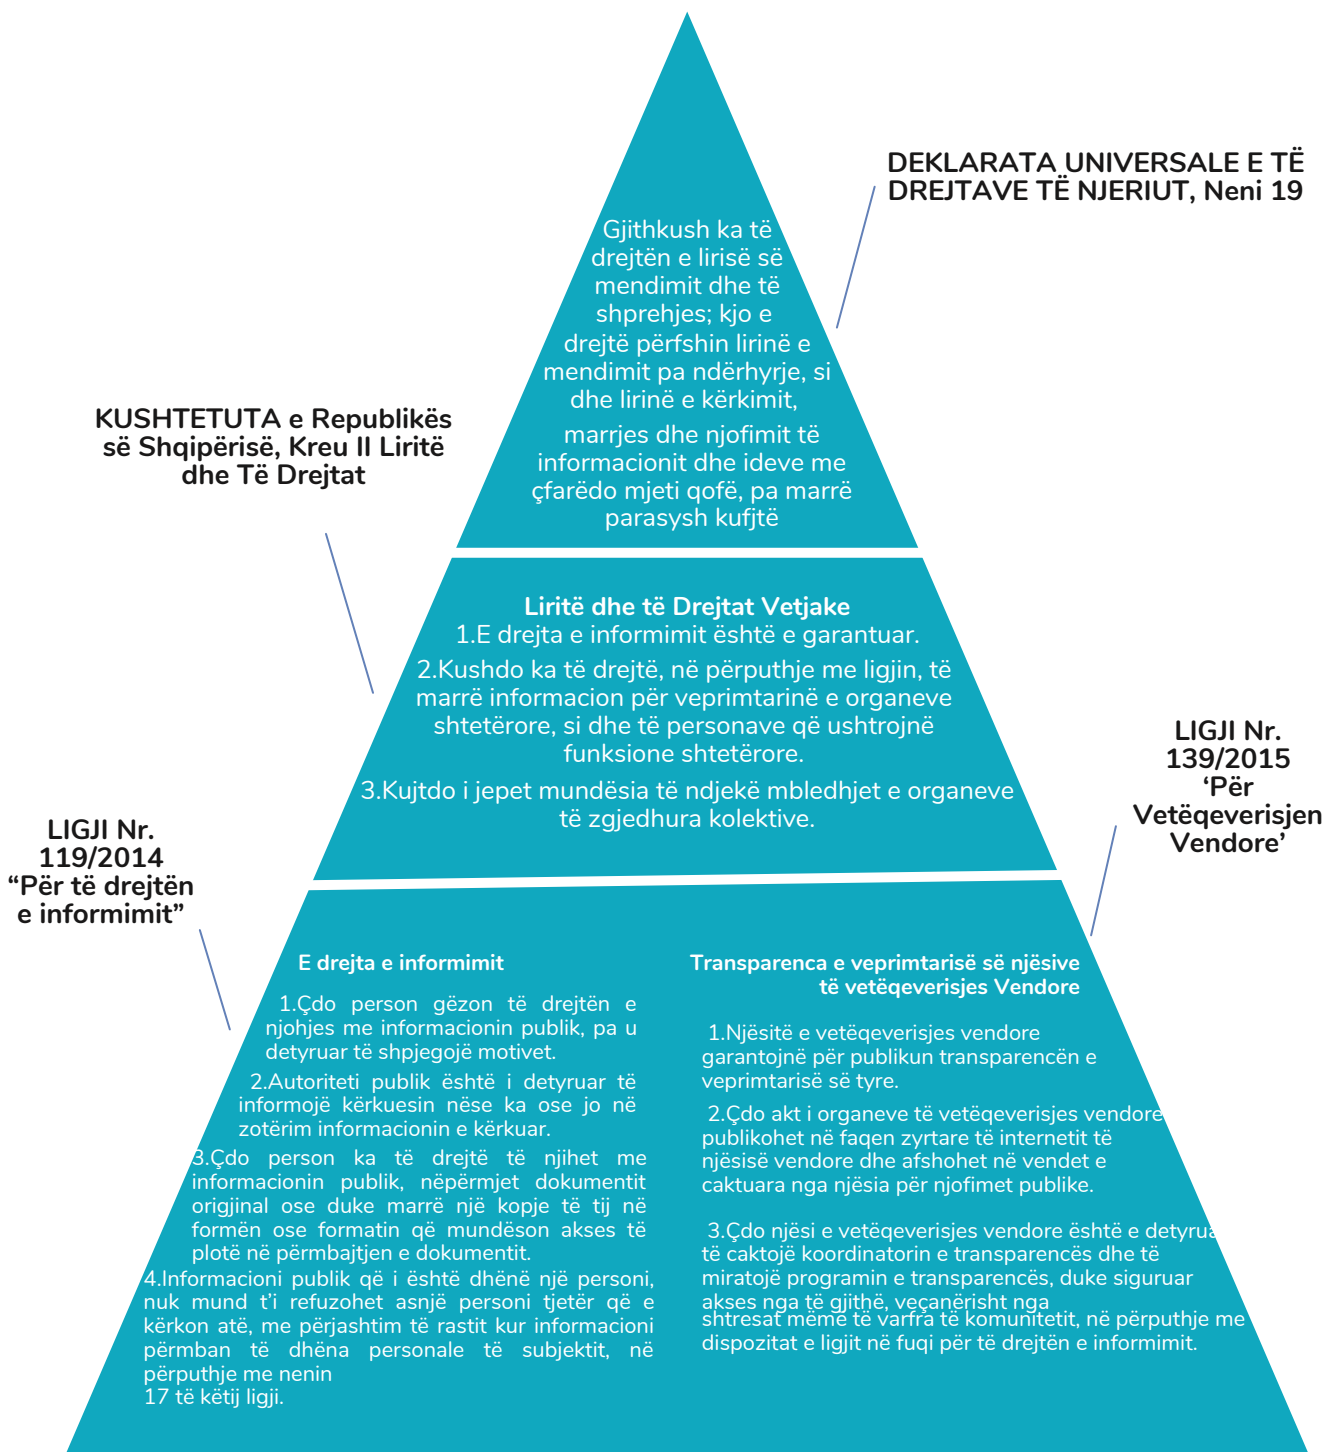 DEKLARATA UNIVERSALE E TË
DREJTAVE TË NJERIUT, Neni 19
Gjithkush ka të
drejtën e lirisë së
mendimit dhe të
shprehjes; kjo e
drejtë përfshin lirinë e
mendimit pa ndërhyrje, si
dhe lirinë e kërkimit,
marrjes dhe njofimit të
informacionit dhe ideve me
çfarëdo mjeti qofë, pa marrë
parasysh kufjtë
KUSHTETUTA e Republikës
së Shqipërisë, Kreu II Liritë
dhe Të Drejtat
Liritë dhe të Drejtat Vetjake
1.E drejta e informimit është e garantuar.
2.Kushdo ka të drejtë, në përputhje me ligjin, të
marrë informacion për veprimtarinë e organeve
shtetërore, si dhe të personave që ushtrojnë
funksione shtetërore.
3.Kujtdo i jepet mundësia të ndjekë mbledhjet e organeve
të zgjedhura kolektive.
LIGJI Nr.
139/2015
‘Për
Vetëqeverisjen
Vendore’
LIGJI Nr.
119/2014
“Për të drejtën
e informimit”
E drejta e informimit
1.Çdo person gëzon të drejtën e
njohjes me informacionin publik, pa u
detyruar të shpjegojë motivet.
2.Autoriteti publik është i detyruar të
informojë kërkuesin nëse ka ose jo në
zotërim informacionin e kërkuar.
3.Çdo person ka të drejtë të njihet me
informacionin publik, nëpërmjet dokumentit
origjinal ose duke marrë një kopje të tij në
formën ose formatin që mundëson akses të
plotë në përmbajtjen e dokumentit.
4.Informacioni publik që i është dhënë një personi,
nuk mund t’i refuzohet asnjë personi tjetër që e
kërkon atë, me përjashtim të rastit kur informacioni
përmban të dhëna personale të subjektit, në
përputhje me nenin
17 të këtij ligji.
Transparenca e veprimtarisë së njësive
të vetëqeverisjes Vendore
1.Njësitë e vetëqeverisjes vendore
garantojnë për publikun transparencën e
veprimtarisë së tyre.
2.Çdo akt i organeve të vetëqeverisjes vendore
publikohet në faqen zyrtare të internetit të
njësisë vendore dhe afshohet në vendet e
caktuara nga njësia për njofimet publike.
3.Çdo njësi e vetëqeverisjes vendore është e detyrua
të caktojë koordinatorin e transparencës dhe të
miratojë programin e transparencës, duke siguruar
akses nga të gjithë, veçanërisht nga
shtresat mëmë të varfra të komunitetit, në përputhje me
dispozitat e ligjit në fuqi për të drejtën e informimit.